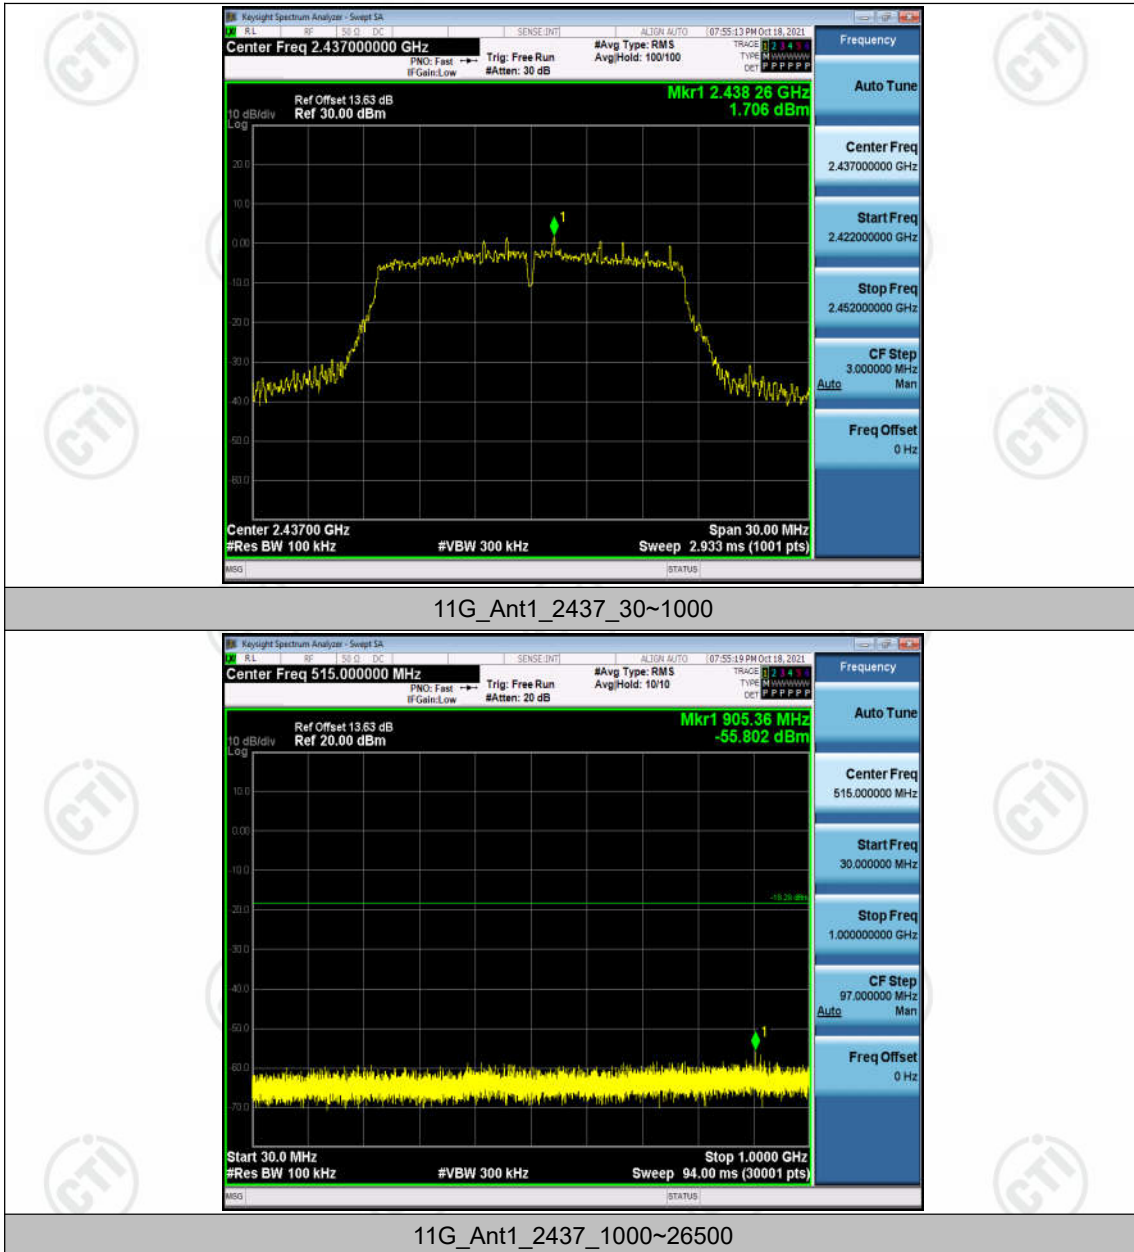 Keysight Spectrum Analyzer - Swept SA
RL RF 50 Ω DC SENSE:INT ALIGN AUTO 07:55:13 PM Oct 18, 2021
Center Freq 2.437000000 GHz
#Avg Type: RMS
TRACE 1 2 3 4 5 6
PNO: Fast
IFGain:Low
Trig: Free Run
#Atten: 30 dB
Avg|Hold: 100/100
TYPE M W W W W W
DET P P P P P P
Mkr1 2.438 26 GHz
1.706 dBm
Ref Offset 13.63 dB
10 dB/div Ref 30.00 dBm
Log
20.0
10.0
0.00
-10.0
-20.0
-30.0
-40.0
-50.0
-60.0
1
Center 2.43700 GHz
Span 30.00 MHz
#Res BW 100 kHz
#VBW 300 kHz
Sweep 2.933 ms (1001 pts)
MSG
STATUS
Frequency
Auto Tune
Center Freq
2.437000000 GHz
Start Freq
2.422000000 GHz
Stop Freq
2.452000000 GHz
CF Step
3.000000 MHz
Auto Man
Freq Offset
0 Hz
11G_Ant1_2437_30~1000
Keysight Spectrum Analyzer - Swept SA
RL RF 50 Ω DC SENSE:INT ALIGN AUTO 07:55:19 PM Oct 18, 2021
Center Freq 515.000000 MHz
#Avg Type: RMS
TRACE 1 2 3 4 5 6
PNO: Fast
IFGain:Low
Trig: Free Run
#Atten: 20 dB
Avg|Hold: 10/10
TYPE M W W W W W
DET P P P P P P
Mkr1 905.36 MHz
-55.802 dBm
Ref Offset 13.63 dB
10 dB/div Ref 20.00 dBm
Log
10.0
0.00
-10.0
-20.0
-30.0
-40.0
-50.0
-60.0
-70.0
1
Start 30.0 MHz
Stop 1.0000 GHz
#Res BW 100 kHz
#VBW 300 kHz
Sweep 94.00 ms (30001 pts)
MSG
STATUS
Frequency
Auto Tune
Center Freq
515.000000 MHz
Start Freq
30.000000 MHz
Stop Freq
1.000000000 GHz
CF Step
97.000000 MHz
Auto Man
Freq Offset
0 Hz
11G_Ant1_2437_1000~26500
CTI
CTI
CTI
CTI
CTI
CTI
CTI
CTI